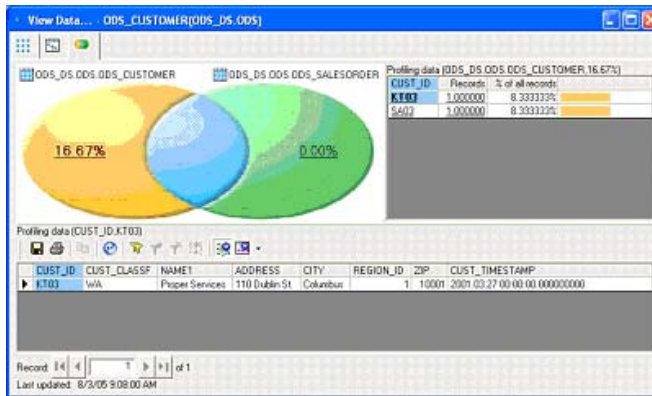 View Data... - ODS_CUSTOMER(ODS_DS.ODS)
ODS_DS.ODS.ODS_CUSTOMER
ODS_DS.ODS.ODS_SALESORDER
16.67%
0.00%
Profiling data (ODS_DS.ODS.ODS_CUSTOMER.16.67%)
CUST_ID Records % of all records
KT03 1.000000 8.333333%
SA03 1.000000 8.333333%
Profiling data (CUST_ID.KT03)
CUST_ID CUST_CLASSF NAME1 ADDRESS CITY REGION_ID ZIP CUST_TIMESTAMP
KT03 WA Proper Services 110 Dublin St Columbus 1 10001 2001.03.27 00:00:00.000000000
Record 1 of 1
Last updated: 8/3/05 9:08:00 AM